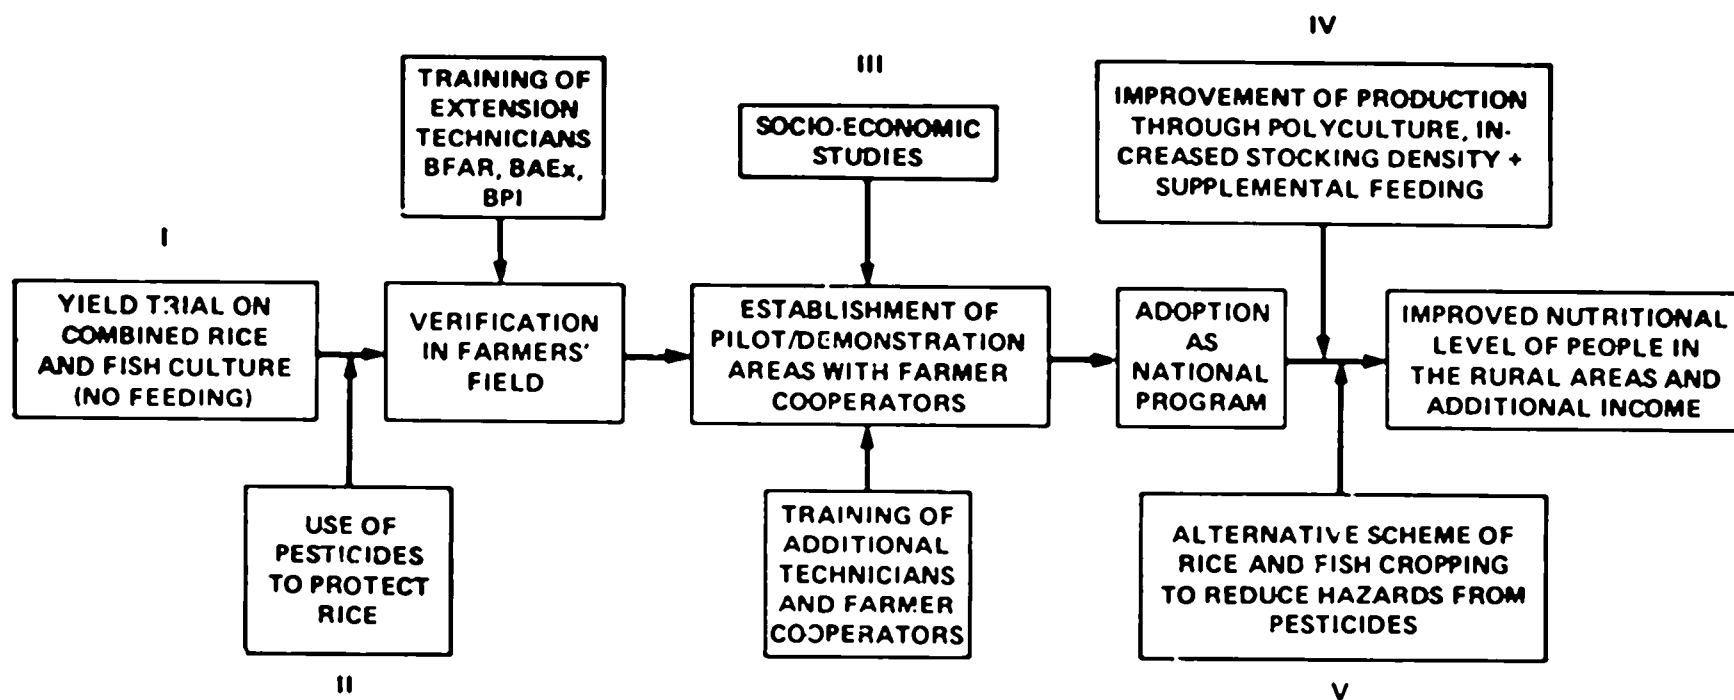 IV
III
TRAINING OF
EXTENSION
TECHNICIANS
BFAR, BAEx,
BPI
SOCIO-ECONOMIC
STUDIES
IMPROVEMENT OF PRODUCTION
THROUGH POLYCULTURE, IN-
CREASED STOCKING DENSITY +
SUPPLEMENTAL FEEDING
I
YIELD TRIAL ON
COMBINED RICE
AND FISH CULTURE
(NO FEEDING)
VERIFICATION
IN FARMERS'
FIELD
ESTABLISHMENT OF
PILOT/DEMONSTRATION
AREAS WITH FARMER
COOPERATORS
ADOPTION
AS
NATIONAL
PROGRAM
IMPROVED NUTRITIONAL
LEVEL OF PEOPLE IN
THE RURAL AREAS AND
ADDITIONAL INCOME
USE OF
PESTICIDES
TO PROTECT
RICE
II
TRAINING OF
ADDITIONAL
TECHNICIANS
AND FARMER
COOPERATORS
ALTERNATIVE SCHEME OF
RICE AND FISH CROPPING
TO REDUCE HAZARDS FROM
PESTICIDES
V